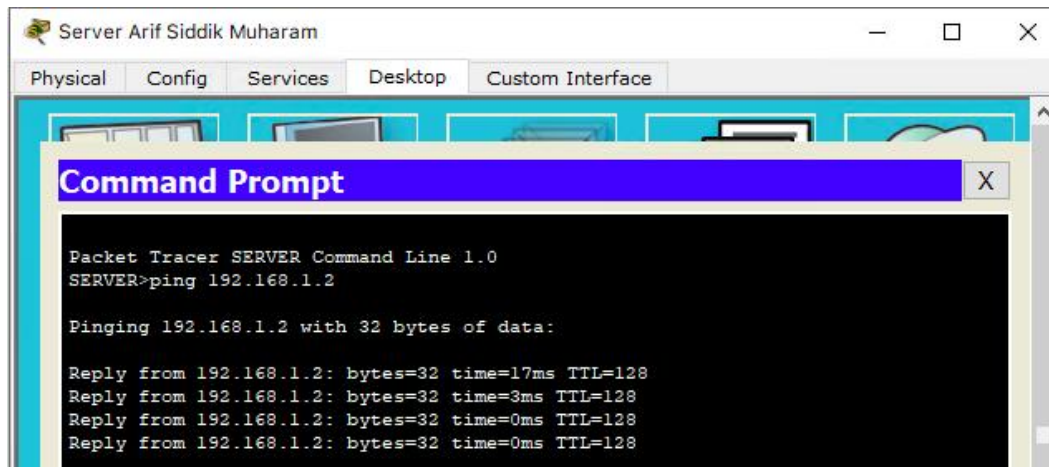 Server Arif Siddik Muharam
Physical Config Services Desktop Custom Interface
Command Prompt X
Packet Tracer SERVER Command Line 1.0
SERVER>ping 192.168.1.2
Pinging 192.168.1.2 with 32 bytes of data:
Reply from 192.168.1.2: bytes=32 time=17ms TTL=128
Reply from 192.168.1.2: bytes=32 time=3ms TTL=128
Reply from 192.168.1.2: bytes=32 time=0ms TTL=128
Reply from 192.168.1.2: bytes=32 time=0ms TTL=128